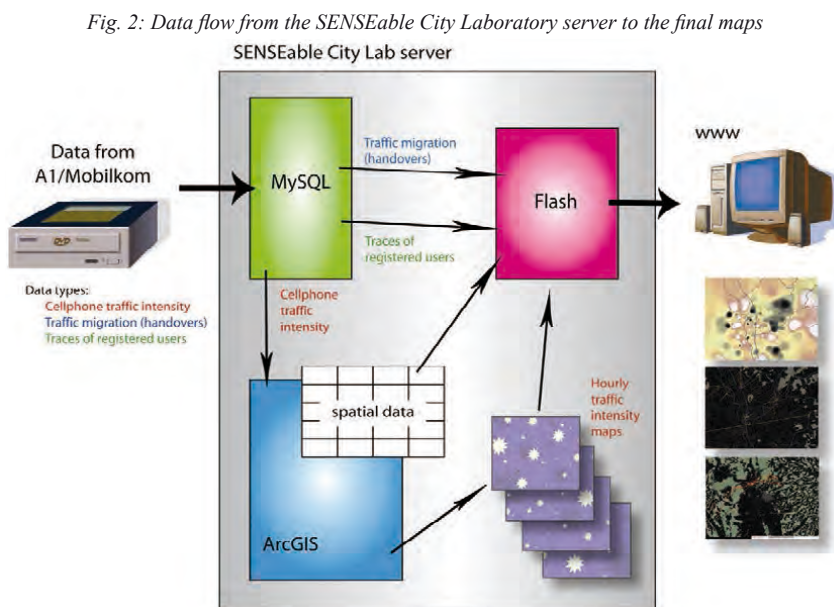 Fig. 2: Data flow from the SENSEable City Laboratory server to the final maps
SENSEable City Lab server
Data from
A1/Mobilkom
Data types:
Cellphone traffic intensity
Traffic migration (handovers)
Traces of registered users
MySQL
Traffic migration
(handovers)
Traces of
registered users
Cellphone
traffic
intensity
Flash
www
spatial data
ArcGIS
Hourly
traffic
intensity
maps